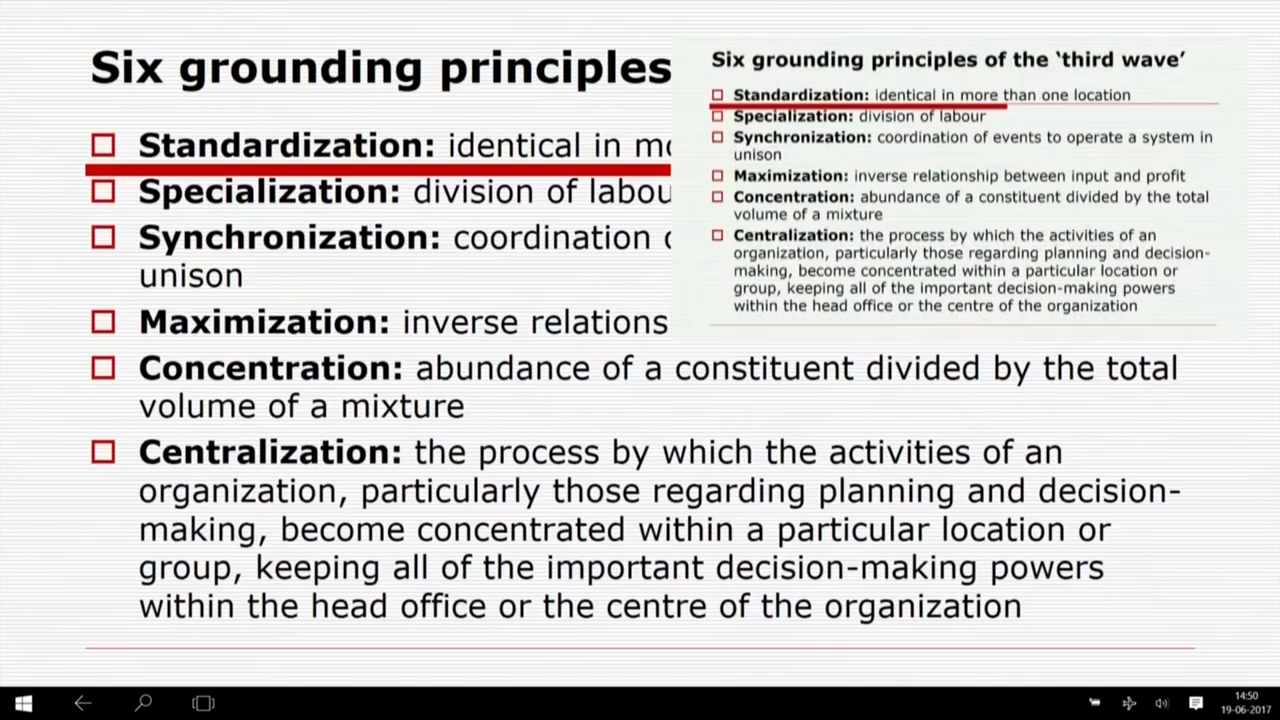 Six grounding principles
Standardization: identical in mo
Specialization: division of labou
Synchronization: coordination
unison
Maximization: inverse relations
Concentration: abundance of a constituent divided by the total
volume of a mixture
Centralization: the process by which the activities of an
organization, particularly those regarding planning and decision-
making, become concentrated within a particular location or
group, keeping all of the important decision-making powers
within the head office or the centre of the organization
Six grounding principles of the ‘third wave’
Standardization: identical in more than one location
Specialization: division of labour
Synchronization: coordination of events to operate a system in
unison
Maximization: inverse relationship between input and profit
Concentration: abundance of a constituent divided by the total
volume of a mixture
Centralization: the process by which the activities of an
organization, particularly those regarding planning and decision-
making, become concentrated within a particular location or
group, keeping all of the important decision-making powers
within the head office or the centre of the organization
14:50
19-06-2017